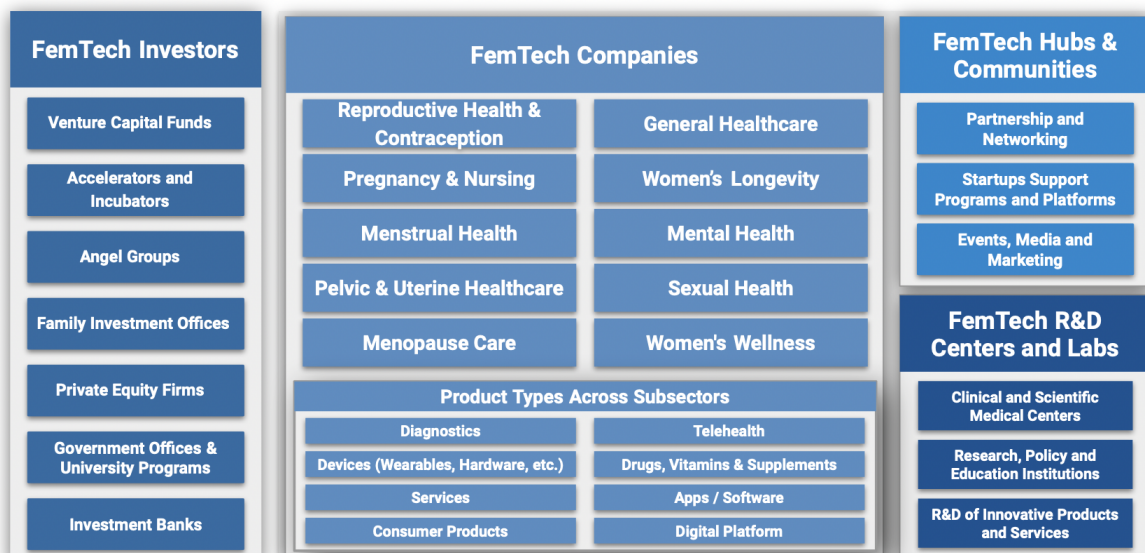 FemTech Investors
Venture Capital Funds
Accelerators and
Incubators
Angel Groups
Family Investment Offices
Private Equity Firms
Government Offices &
University Programs
Investment Banks
FemTech Companies
Reproductive Health &
Contraception
General Healthcare
Pregnancy & Nursing
Women's Longevity
Menstrual Health
Mental Health
Pelvic & Uterine Healthcare
Sexual Health
Menopause Care
Women's Wellness
Product Types Across Subsectors
Diagnostics
Telehealth
Devices (Wearables, Hardware, etc.)
Drugs, Vitamins & Supplements
Services
Apps / Software
Consumer Products
Digital Platform
FemTech Hubs &
Communities
Partnership and
Networking
Startups Support
Programs and Platforms
Events, Media and
Marketing
FemTech R&D
Centers and Labs
Clinical and Scientific
Medical Centers
Research, Policy and
Education Institutions
R&D of Innovative Products
and Services